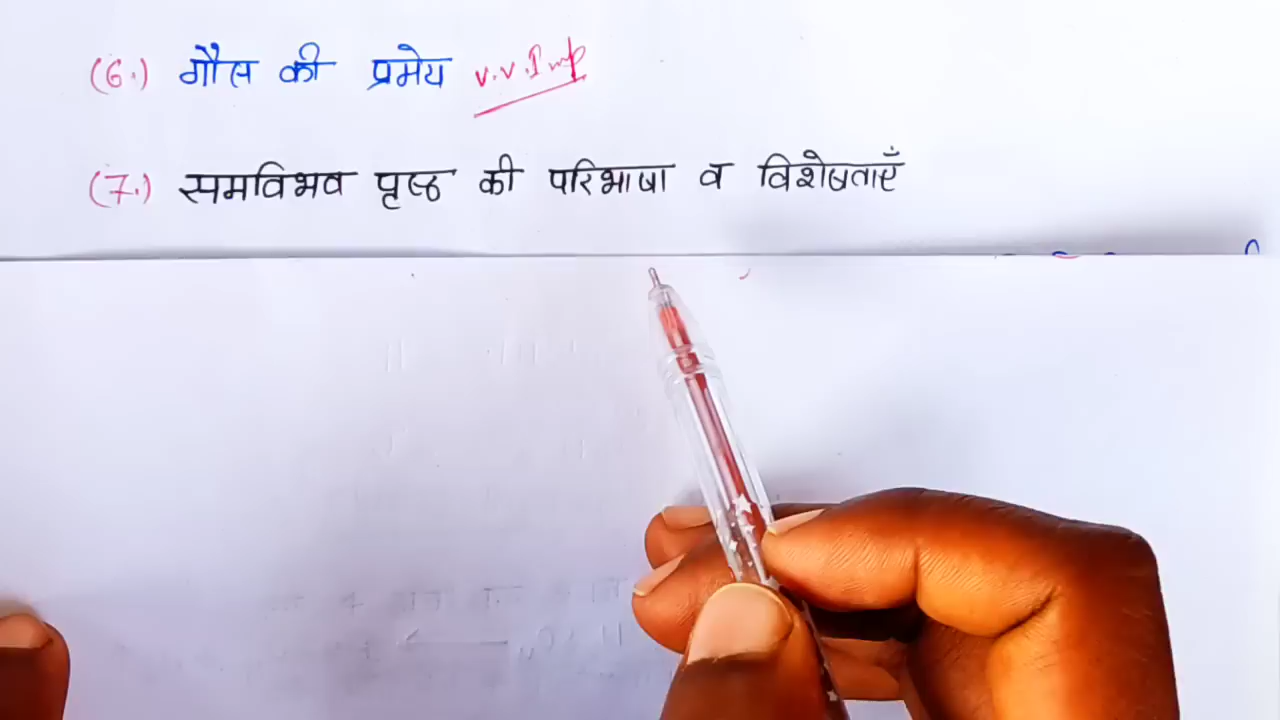 (6.) गौस की प्रमेय v.v.Imp
(7.) समविभव पृष्ठ की परिभाषा व विशेषताएँ